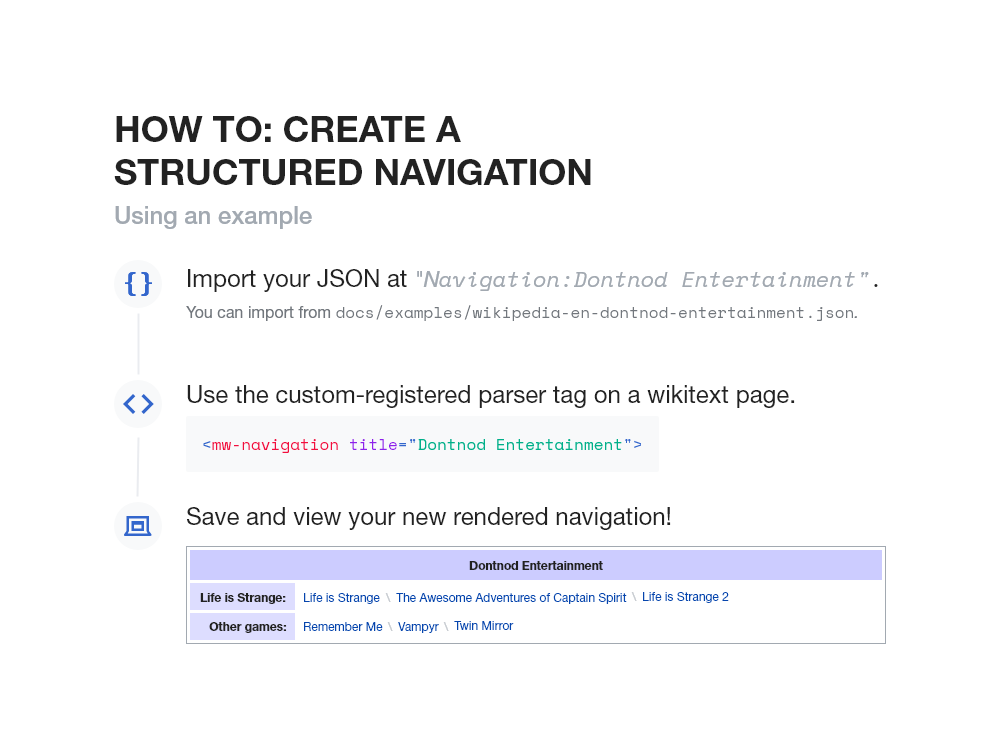 HOW TO: CREATE A
STRUCTURED NAVIGATION
Using an example
{} Import your JSON at "Navigation:Dontnod Entertainment".
You can import from docs/examples/wikipedia-en-dontnod-entertainment.json.
<> Use the custom-registered parser tag on a wikitext page.
<mw-navigation title="Dontnod Entertainment">
Save and view your new rendered navigation!
Dontnod Entertainment
Life is Strange: Life is Strange \ The Awesome Adventures of Captain Spirit \ Life is Strange 2
Other games: Remember Me \ Vampyr \ Twin Mirror